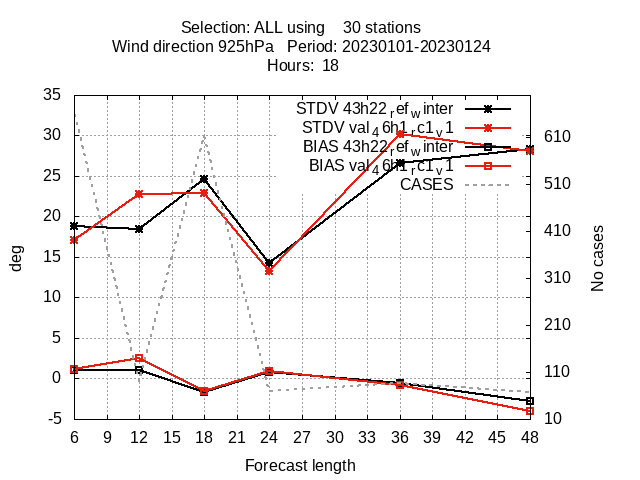 Selection: ALL using    30 stations
Wind direction 925hPa   Period: 20230101-20230124
Hours:  18
STDV 43h22_ref_winter
STDV val_46h1_rc1_v1
BIAS 43h22_ref_winter
BIAS val_46h1_rc1_v1
CASES
35
30
25
20
15
10
5
0
-5
deg
610
510
410
310
210
110
10
No cases
6 9 12 15 18 21 24 27 30 33 36 39 42 45 48
Forecast length